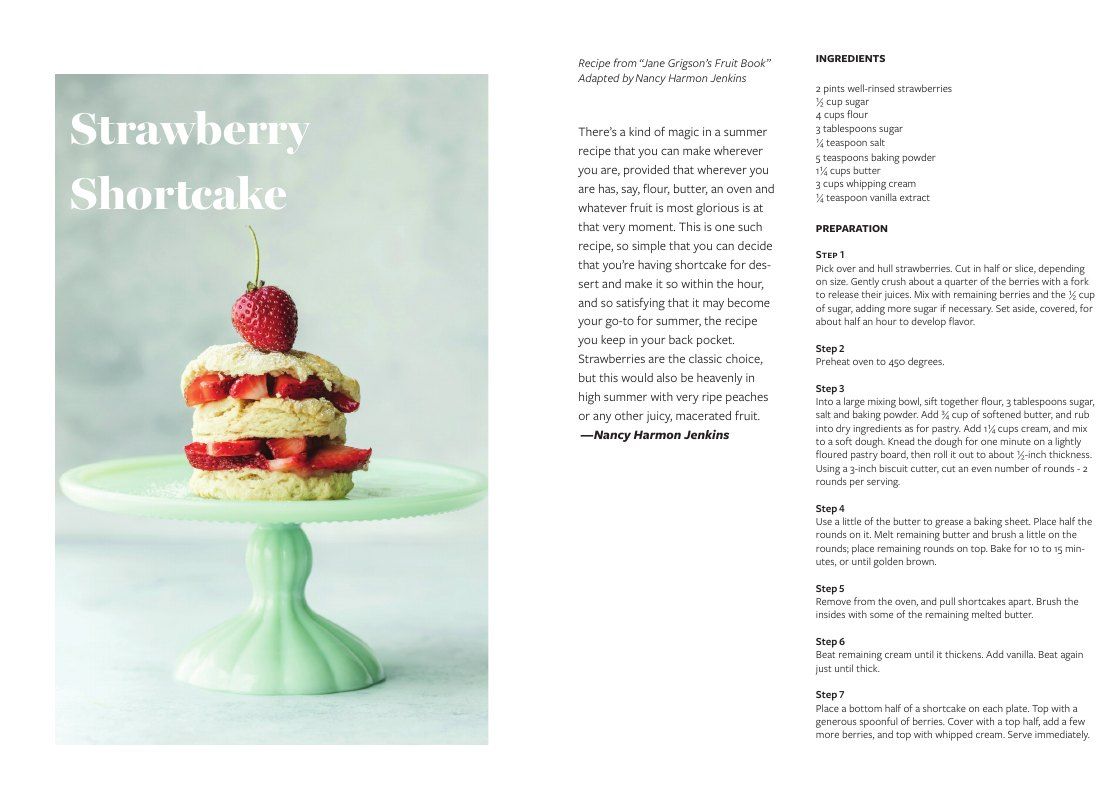 Strawberry
Shortcake
Recipe from “Jane Grigson’s Fruit Book”
Adapted by Nancy Harmon Jenkins
There’s a kind of magic in a summer
recipe that you can make wherever
you are, provided that wherever you
are has, say, flour, butter, an oven and
whatever fruit is most glorious is at
that very moment. This is one such
recipe, so simple that you can decide
that you’re having shortcake for des-
sert and make it so within the hour,
and so satisfying that it may become
your go-to for summer, the recipe
you keep in your back pocket.
Strawberries are the classic choice,
but this would also be heavenly in
high summer with very ripe peaches
or any other juicy, macerated fruit.
—Nancy Harmon Jenkins
INGREDIENTS
2 pints well-rinsed strawberries
½ cup sugar
4 cups flour
3 tablespoons sugar
¼ teaspoon salt
5 teaspoons baking powder
1¼ cups butter
3 cups whipping cream
¼ teaspoon vanilla extract
PREPARATION
Step 1
Pick over and hull strawberries. Cut in half or slice, depending
on size. Gently crush about a quarter of the berries with a fork
to release their juices. Mix with remaining berries and the ½ cup
of sugar, adding more sugar if necessary. Set aside, covered, for
about half an hour to develop flavor.
Step 2
Preheat oven to 450 degrees.
Step 3
Into a large mixing bowl, sift together flour, 3 tablespoons sugar,
salt and baking powder. Add ¾ cup of softened butter, and rub
into dry ingredients as for pastry. Add 1¼ cups cream, and mix
to a soft dough. Knead the dough for one minute on a lightly
floured pastry board, then roll it out to about ½-inch thickness.
Using a 3-inch biscuit cutter, cut an even number of rounds - 2
rounds per serving.
Step 4
Use a little of the butter to grease a baking sheet. Place half the
rounds on it. Melt remaining butter and brush a little on the
rounds; place remaining rounds on top. Bake for 10 to 15 min-
utes, or until golden brown.
Step 5
Remove from the oven, and pull shortcakes apart. Brush the
insides with some of the remaining melted butter.
Step 6
Beat remaining cream until it thickens. Add vanilla. Beat again
just until thick.
Step 7
Place a bottom half of a shortcake on each plate. Top with a
generous spoonful of berries. Cover with a top half, add a few
more berries, and top with whipped cream. Serve immediately.